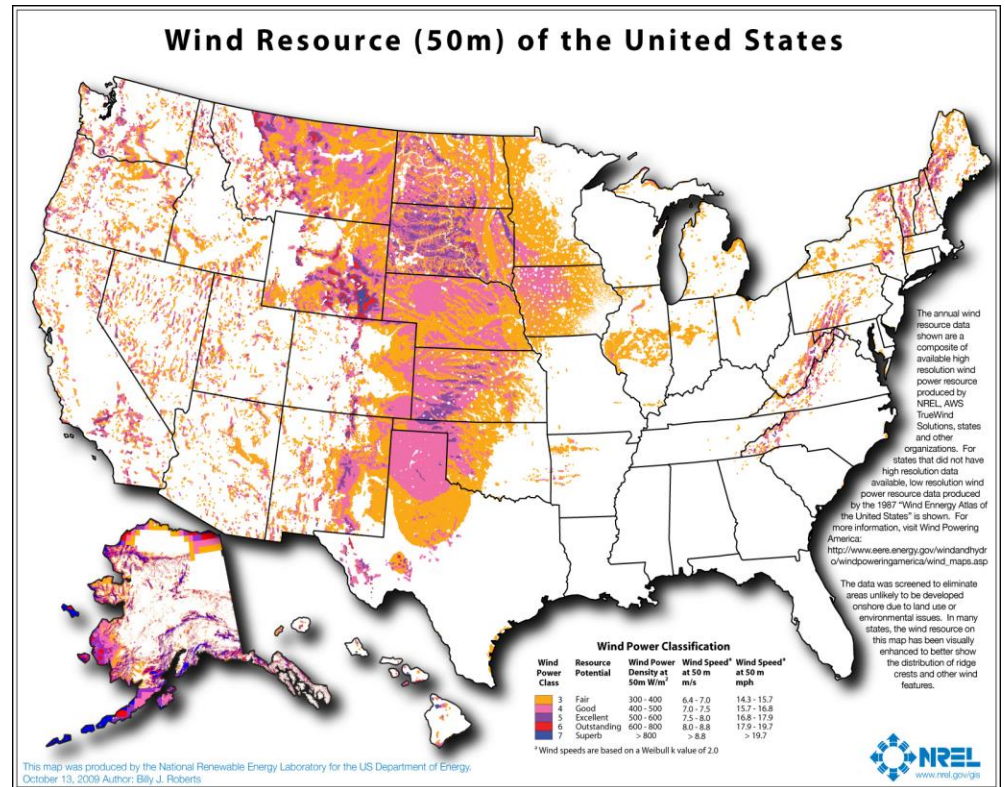 Wind Resource (50m) of the United States
The annual wind
resource data
shown are a
composite of
available high
resolution wind
power resource
produced by
NREL, AWS
TrueWind
Solutions, states
and other
organizations. For
states that did not have
high resolution data
available, low resolution wind
power resource data produced
by the 1987 "Wind Ennergy Atlas of
the United States" is shown. For
more information, visit Wind Powering
America:
http://www.eere.energy.gov/windandhydr
o/windpoweringamerica/wind_maps.asp
The data was screened to eliminate
areas unlikely to be developed
onshore due to land use or
environmental issues. In many
states, the wind resource on
this map has been visually
enhanced to better show
the distribution of ridge
crests and other wind
features.
Wind Power Classification
Wind Power Class Resource Potential Wind Power Density at 50m W/m² Wind Speedª at 50 m m/s Wind Speedª at 50 m mph
3 Fair 300 - 400 6.4 - 7.0 14.3 - 15.7
4 Good 400 - 500 7.0 - 7.5 15.7 - 16.8
5 Excellent 500 - 600 7.5 - 8.0 16.8 - 17.9
6 Outstanding 600 - 800 8.0 - 8.8 17.9 - 19.7
7 Superb > 800 > 8.8 > 19.7
ª Wind speeds are based on a Weibull k value of 2.0
This map was produced by the National Renewable Energy Laboratory for the US Department of Energy.
October 13, 2009 Author: Billy J. Roberts
NREL
www.nrel.gov/gis